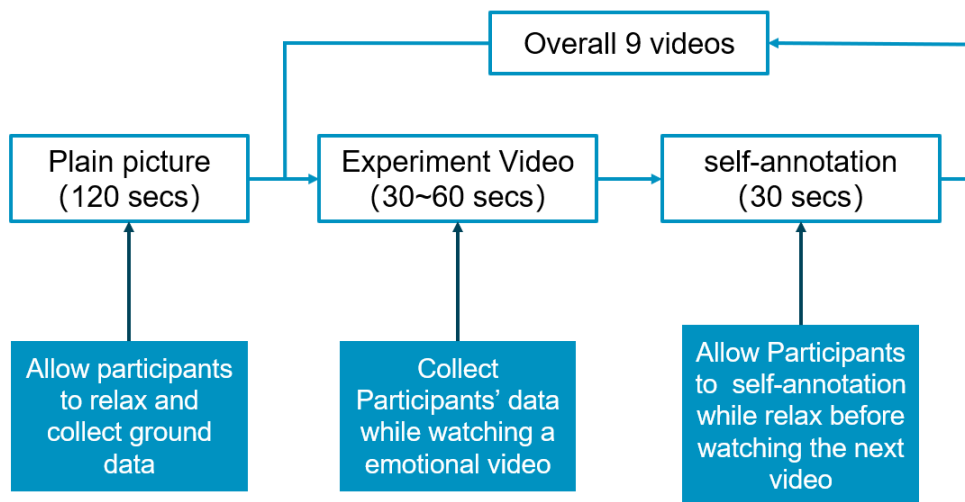 Overall 9 videos
Plain picture
(120 secs)
Experiment Video
(30~60 secs)
self-annotation
(30 secs)
Allow participants
to relax and
collect ground
data
Collect
Participants’ data
while watching a
emotional video
Allow Participants
to self-annotation
while relax before
watching the next
video